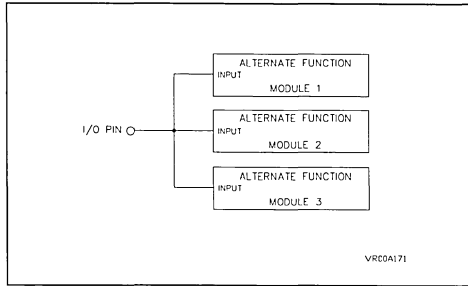 ALTERNATE FUNCTION
INPUT
MODULE 1
I/O PIN
ALTERNATE FUNCTION
INPUT
MODULE 2
ALTERNATE FUNCTION
INPUT
MODULE 3
VR00A171